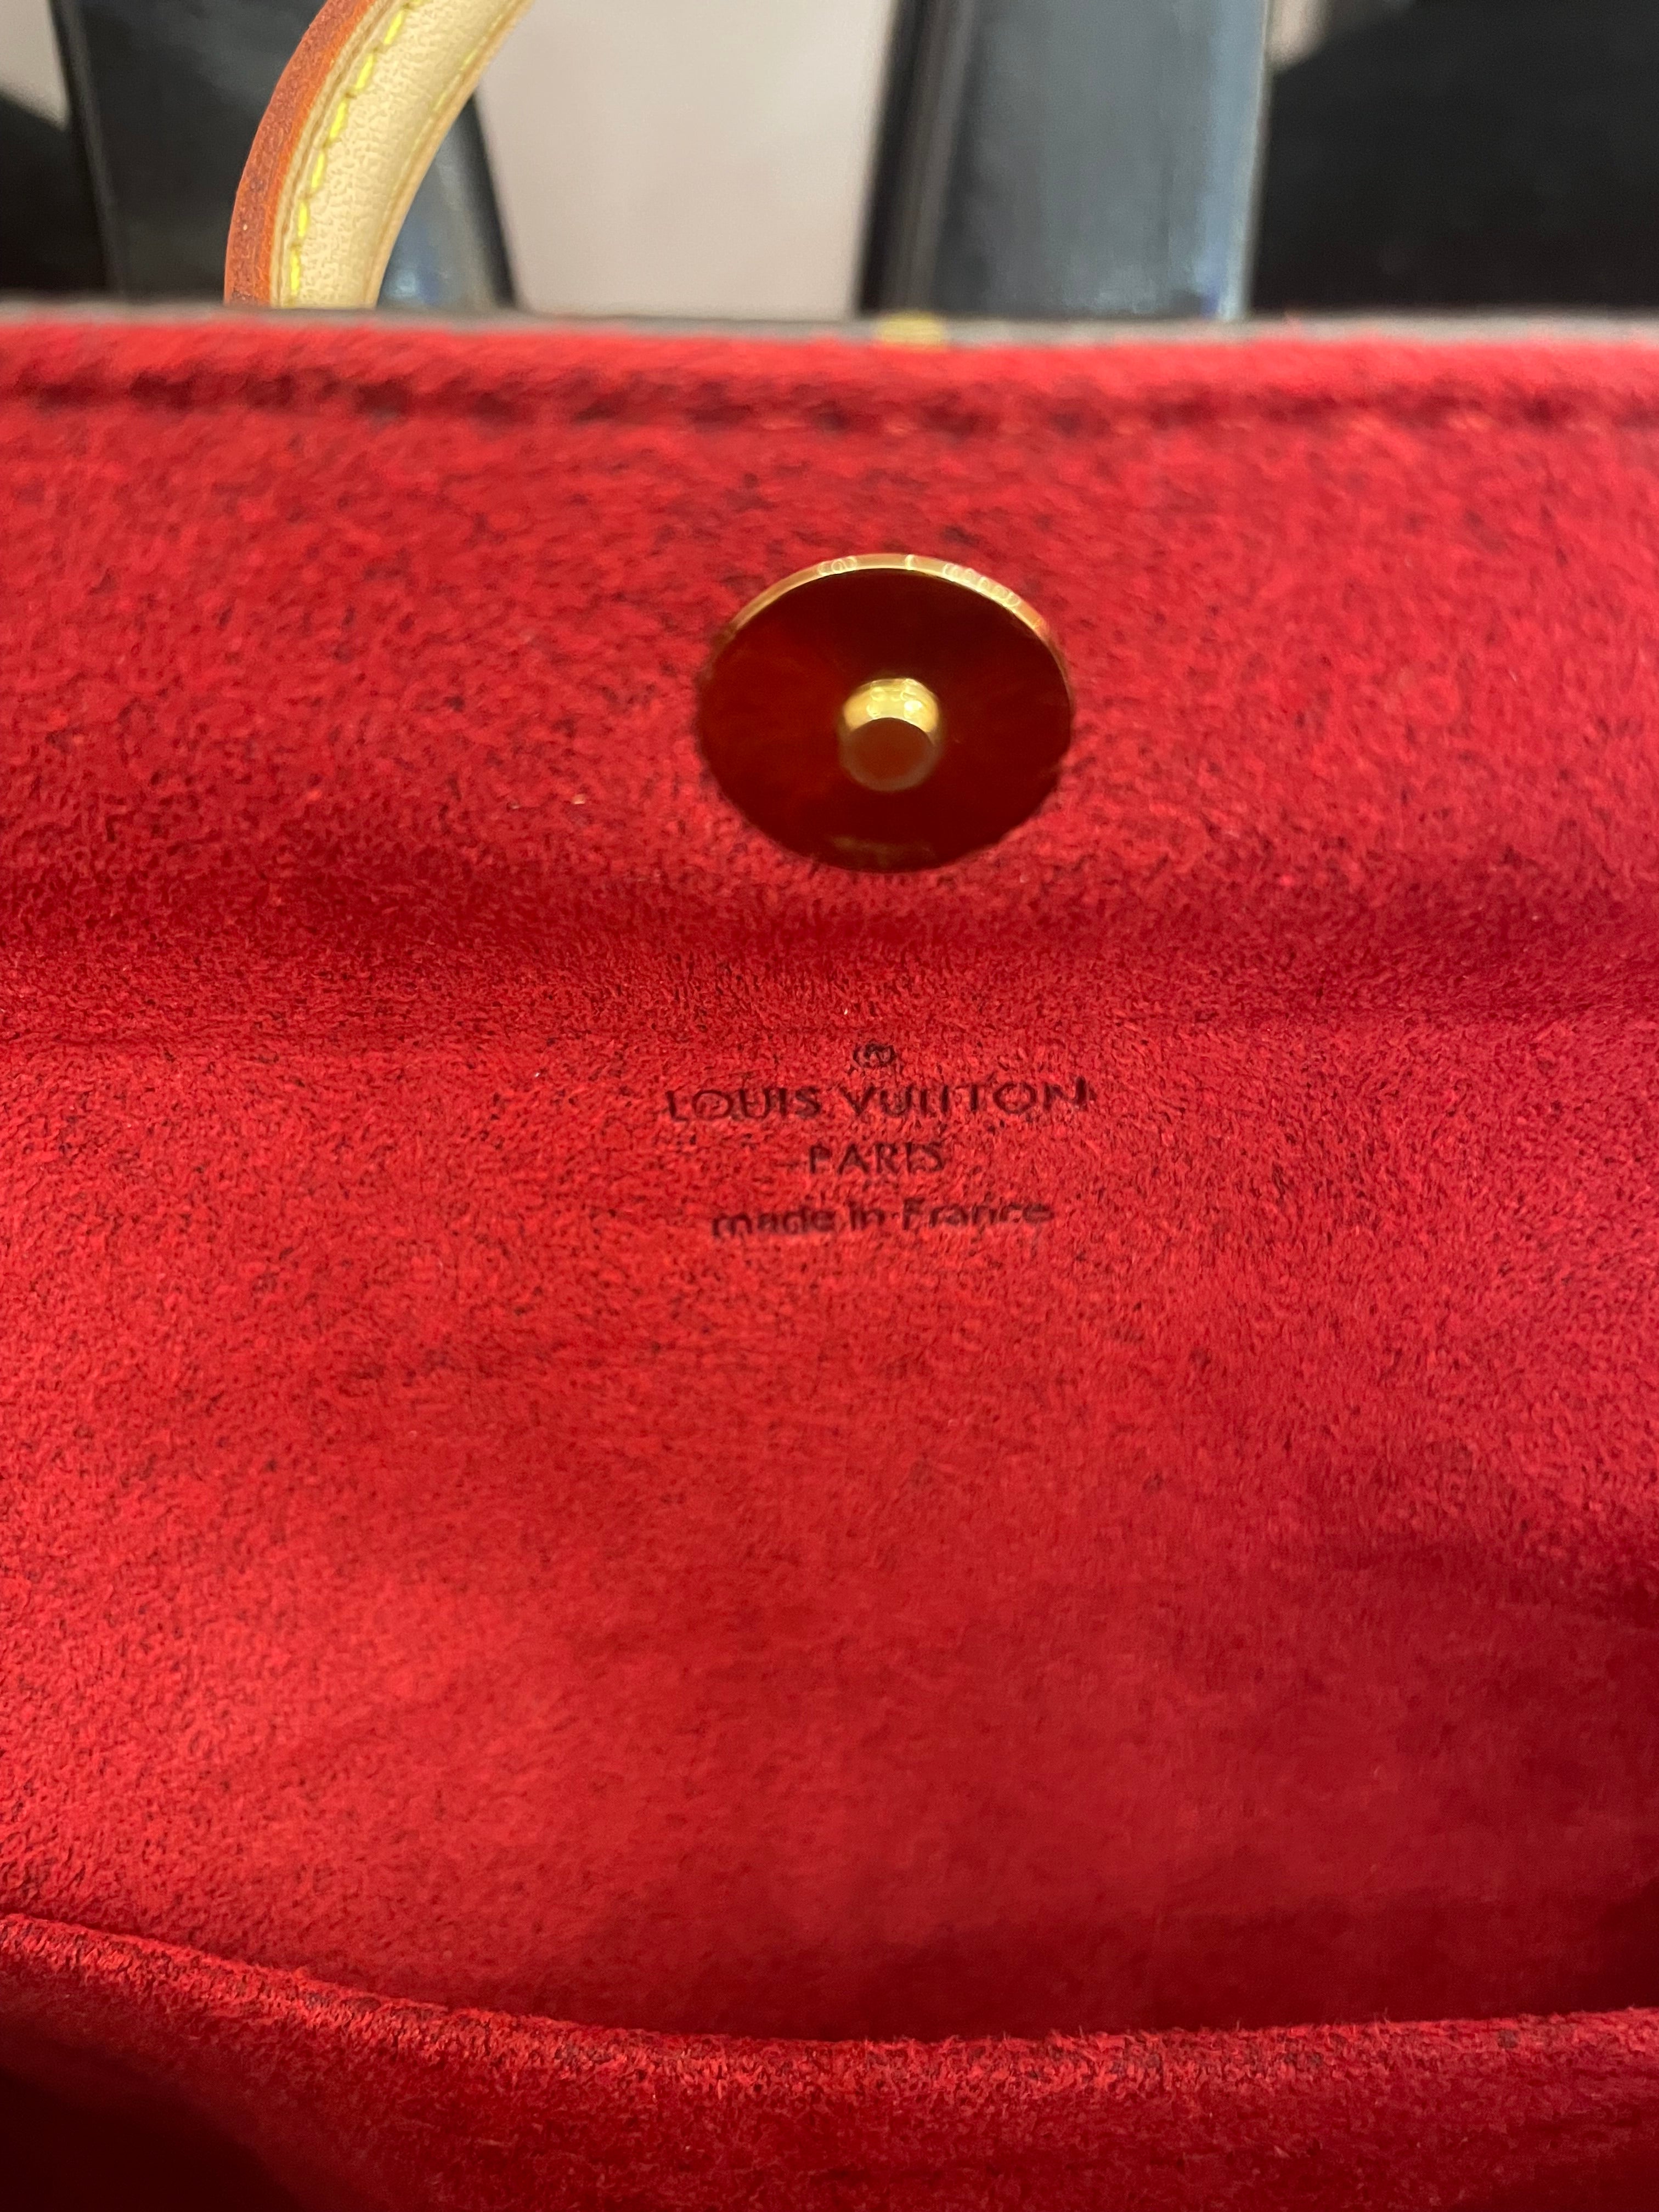 ®
LOUIS VUITTON
PARIS
made in France